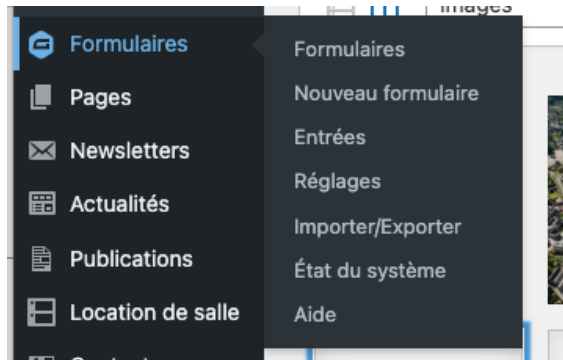 Images
Formulaires
Pages
Newsletters
Actualités
Publications
Location de salle
Formulaires
Nouveau formulaire
Entrées
Réglages
Importer/Exporter
État du système
Aide